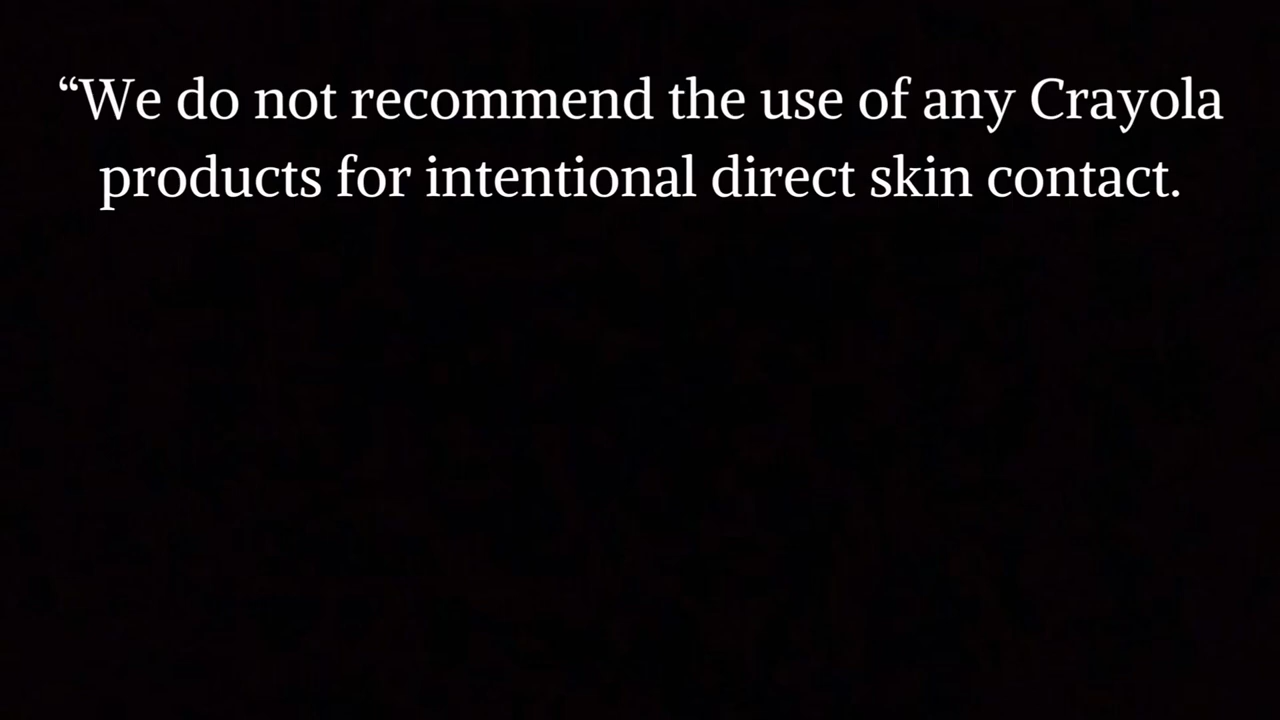 “We do not recommend the use of any Crayola
products for intentional direct skin contact.